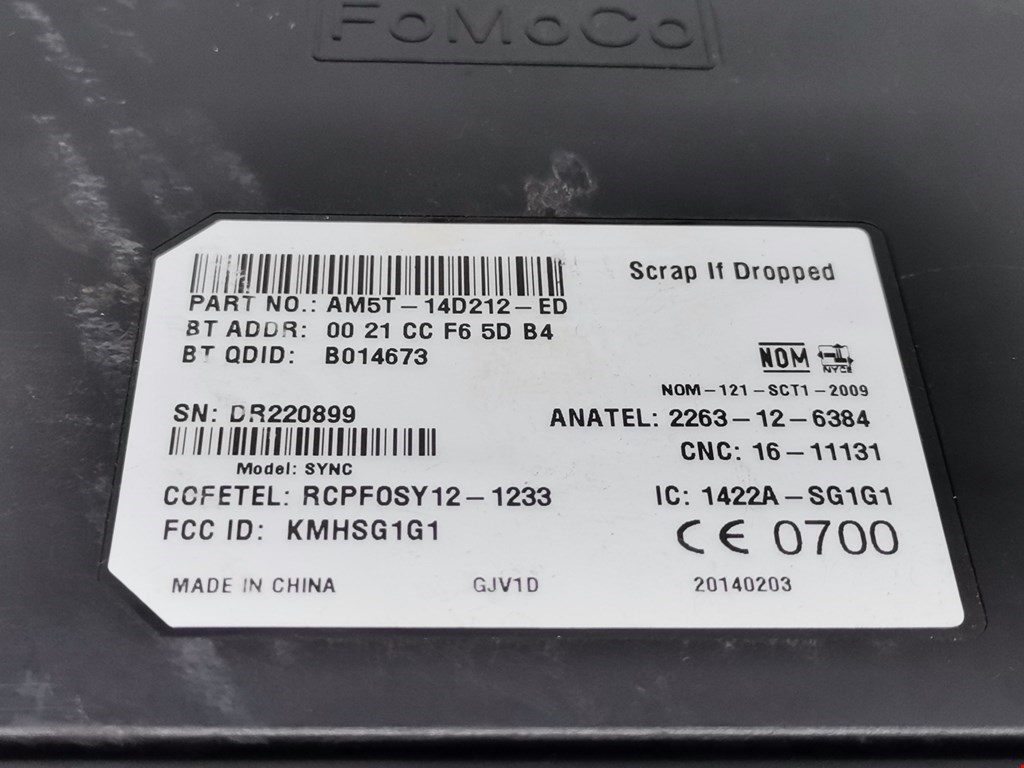 FoMoCo
Scrap If Dropped
PART NO.: AM5T-14D212-ED
BT ADDR: 00 21 CC F6 5D B4
BT QDID: B014673
NOM NYCE
NOM-121-SCT1-2009
SN: DR220899
ANATEL: 2263-12-6384
CNC: 16-11131
Model: SYNC
COFETEL: RCPFOSY12-1233
IC: 1422A-SG1G1
FCC ID: KMHSG1G1
CE 0700
MADE IN CHINA GJV1D 20140203